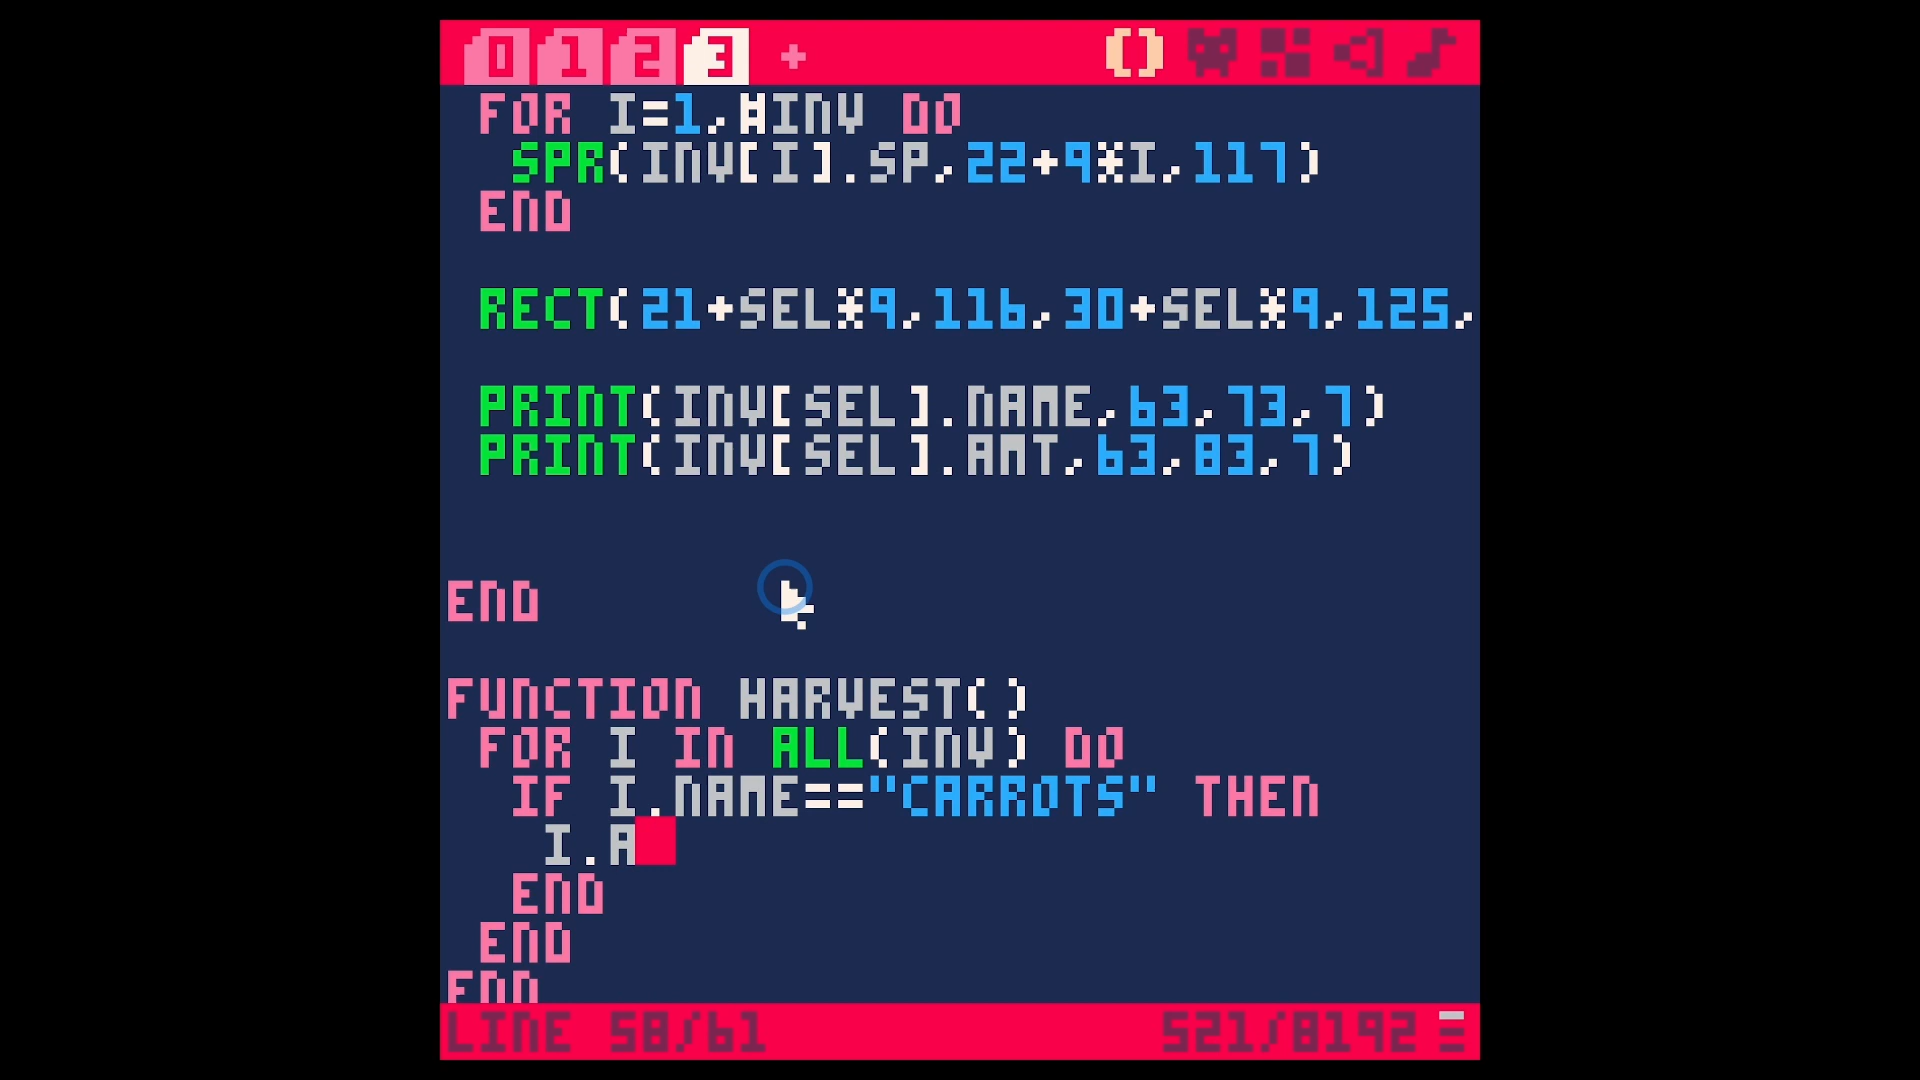 0 1 2 3 +
FOR I=1,#INV DO
SPR(INV[I].SP,22+9*I,117)
END
RECT(21+SEL*9,116,30+SEL*9,125,
PRINT(INV[SEL].NAME,63,73,7)
PRINT(INV[SEL].AMT,63,83,7)
END
FUNCTION HARVEST()
FOR I IN ALL(INV) DO
IF I.NAME=="CARROTS" THEN
I.A
END
END
END
LINE 58/61 521/8192